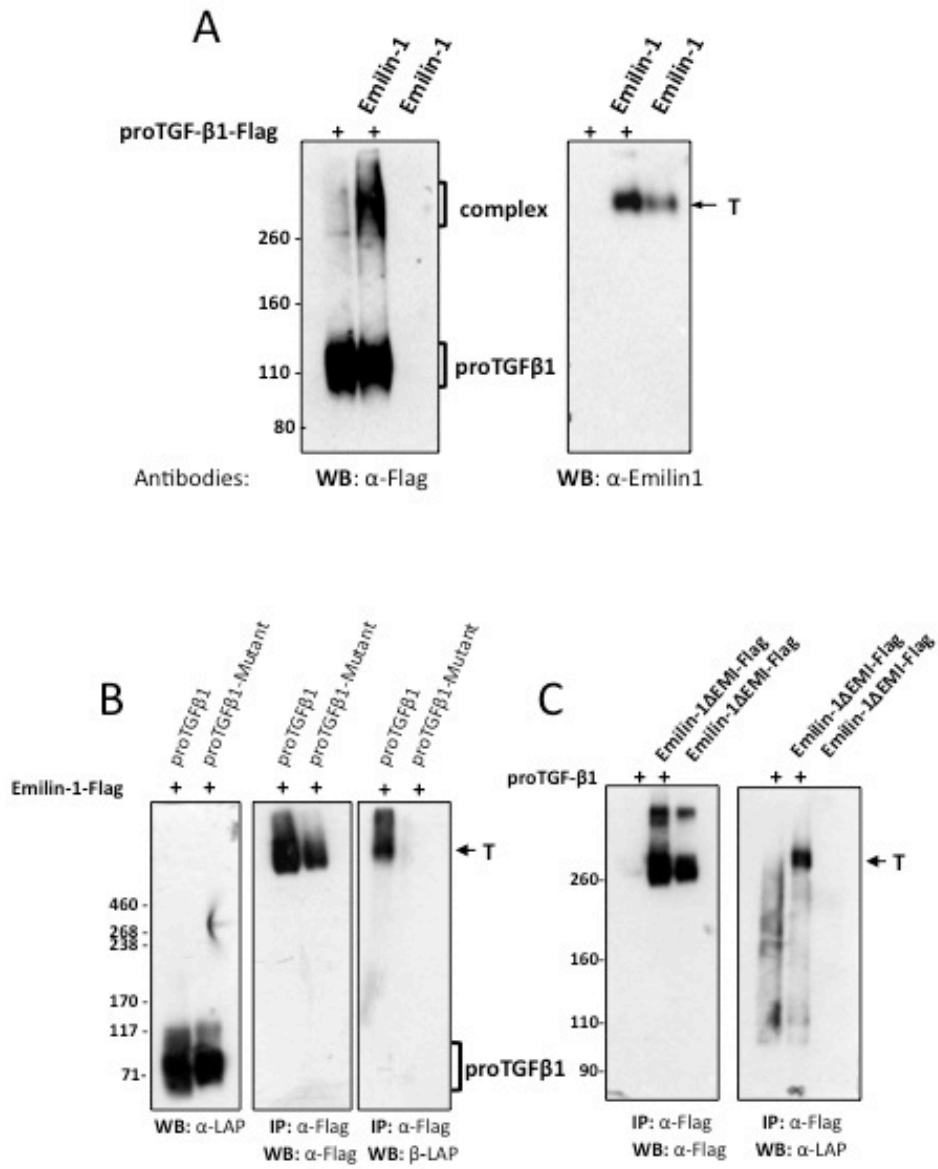 A
Emilin-1
Emilin-1
Emilin-1
Emilin-1
proTGF-β1-Flag
+
+
+
+
complex
T
260 -
160 -
110 -
proTGFβ1
80 -
Antibodies:
WB: α-Flag
WB: α-Emilin1
B
proTGFβ1
proTGFβ1-Mutant
proTGFβ1
proTGFβ1-Mutant
proTGFβ1
proTGFβ1-Mutant
Emilin-1-Flag
+
+
+
+
+
+
T
460 -
268 -
238 -
170 -
117 -
71-
proTGFβ1
WB: α-LAP
IP: α-Flag
WB: α-Flag
IP: α-Flag
WB: β-LAP
C
Emilin-1ΔEMI-Flag
Emilin-1ΔEMI-Flag
Emilin-1ΔEMI-Flag
Emilin-1ΔEMI-Flag
proTGF-β1
+
+
+
+
T
260-
160-
110-
90-
IP: α-Flag
WB: α-Flag
IP: α-Flag
WB: α-LAP